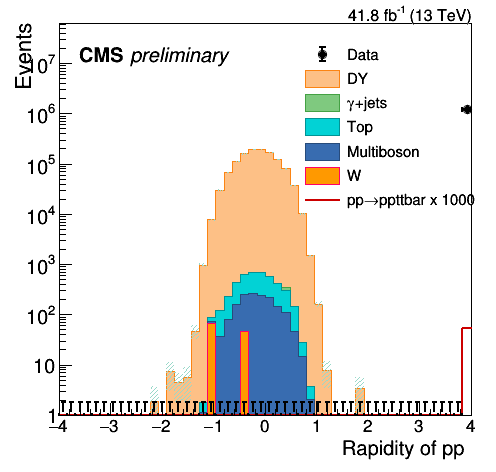 41.8 fb⁻¹ (13 TeV)
Events
CMS preliminary
Data
DY
γ+jets
Top
Multiboson
W
pp→ppttbar x 1000
10⁷
10⁶
10⁵
10⁴
10³
10²
10
1
−4 −3 −2 −1 0 1 2 3 4
Rapidity of pp